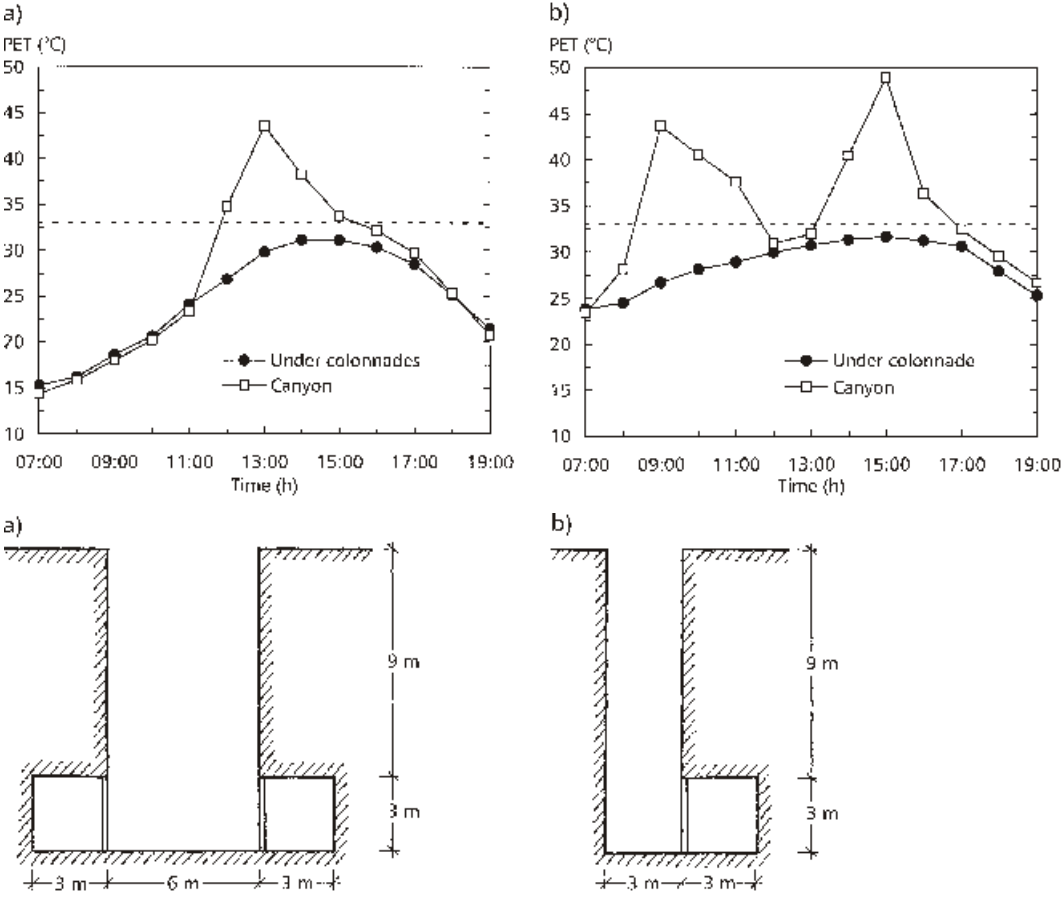 a)
PET (°C)
50
45
40
35
30
25
20
15
10
Under colonnades
Canyon
07:00 09:00 11:00 13:00 15:00 17:00 19:00
Time (h)
b)
PET (°C)
50
45
40
35
30
25
20
15
10
Under colonnade
Canyon
07:00 09:00 11:00 13:00 15:00 17:00 19:00
Time (h)
a)
9 m
3 m
3 m 6 m 3 m
b)
9 m
3 m
3 m 3 m